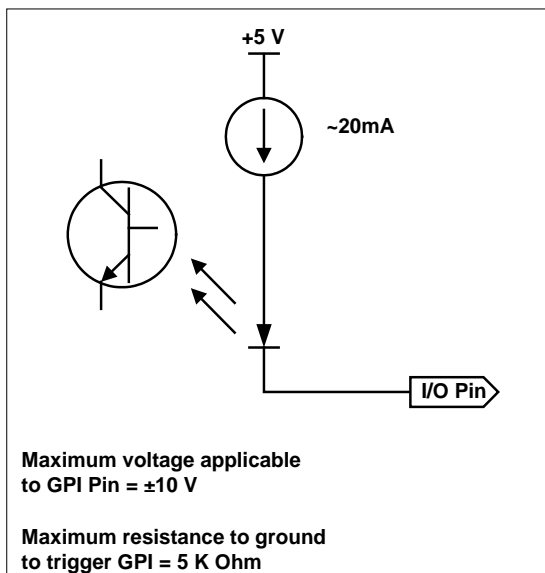 +5 V
~20mA
I/O Pin
Maximum voltage applicable
to GPI Pin = ±10 V
Maximum resistance to ground
to trigger GPI = 5 K Ohm